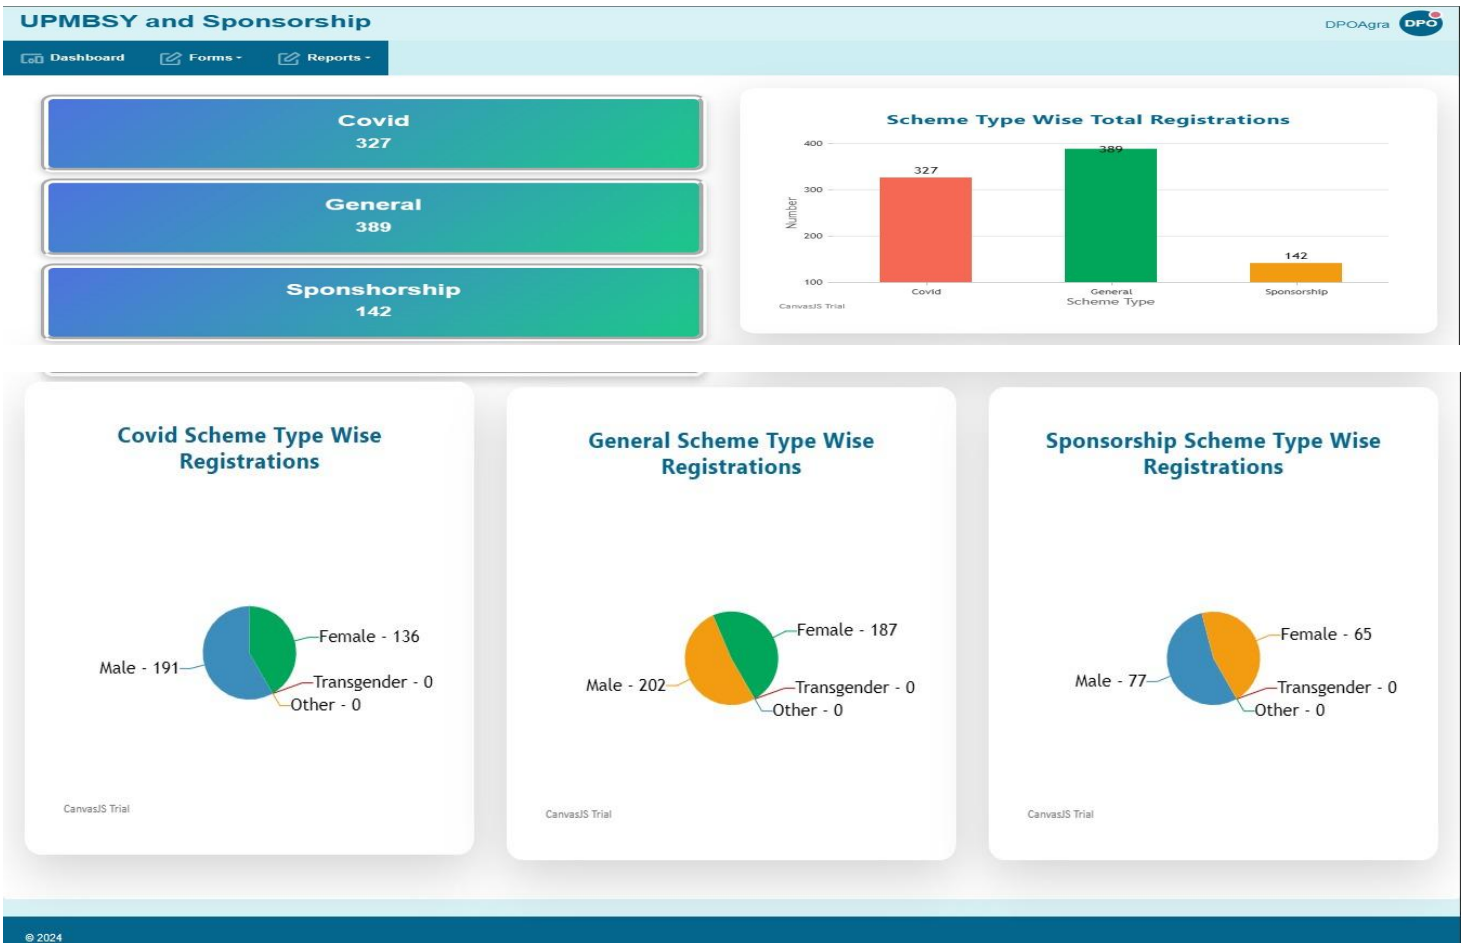 UPMBSY and Sponsorship
DPOAgra DPO
Dashboard Forms Reports
Covid
327
General
389
Sponshorship
142
Scheme Type Wise Total Registrations
Number
400
300
200
100
327
389
142
Covid General Sponsorship
Scheme Type
CanvasJS Trial
Covid Scheme Type Wise
Registrations
Female - 136
Male - 191
Transgender - 0
Other - 0
CanvasJS Trial
General Scheme Type Wise
Registrations
Female - 187
Male - 202
Transgender - 0
Other - 0
CanvasJS Trial
Sponsorship Scheme Type Wise
Registrations
Female - 65
Male - 77
Transgender - 0
Other - 0
CanvasJS Trial
© 2024